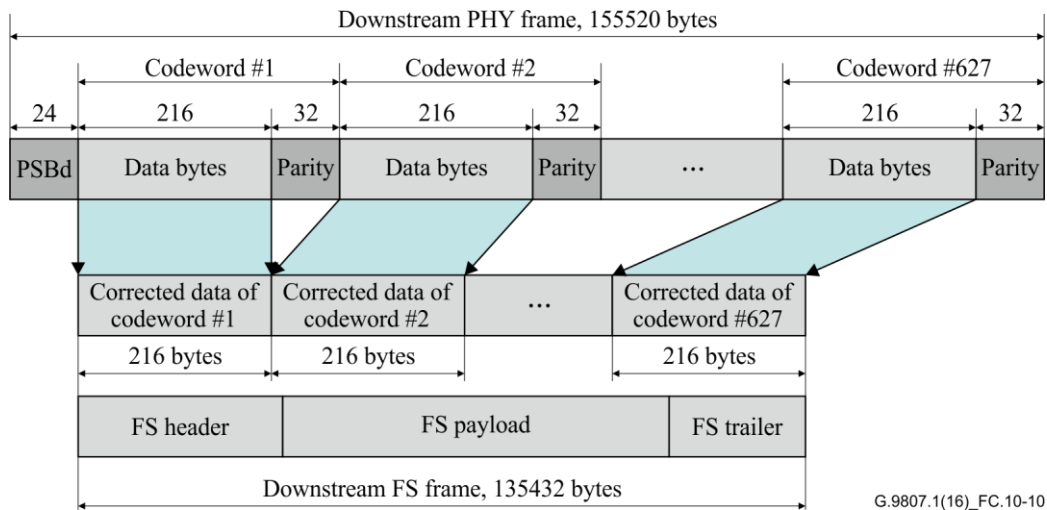 Downstream PHY frame, 155520 bytes
Codeword #1
Codeword #2
Codeword #627
24
216
32
216
32
216
32
PSBd
Data bytes
Parity
Data bytes
Parity
...
Data bytes
Parity
Corrected data of
codeword #1
Corrected data of
codeword #2
...
Corrected data of
codeword #627
216 bytes
216 bytes
216 bytes
FS header
FS payload
FS trailer
Downstream FS frame, 135432 bytes
G.9807.1(16)_FC.10-10